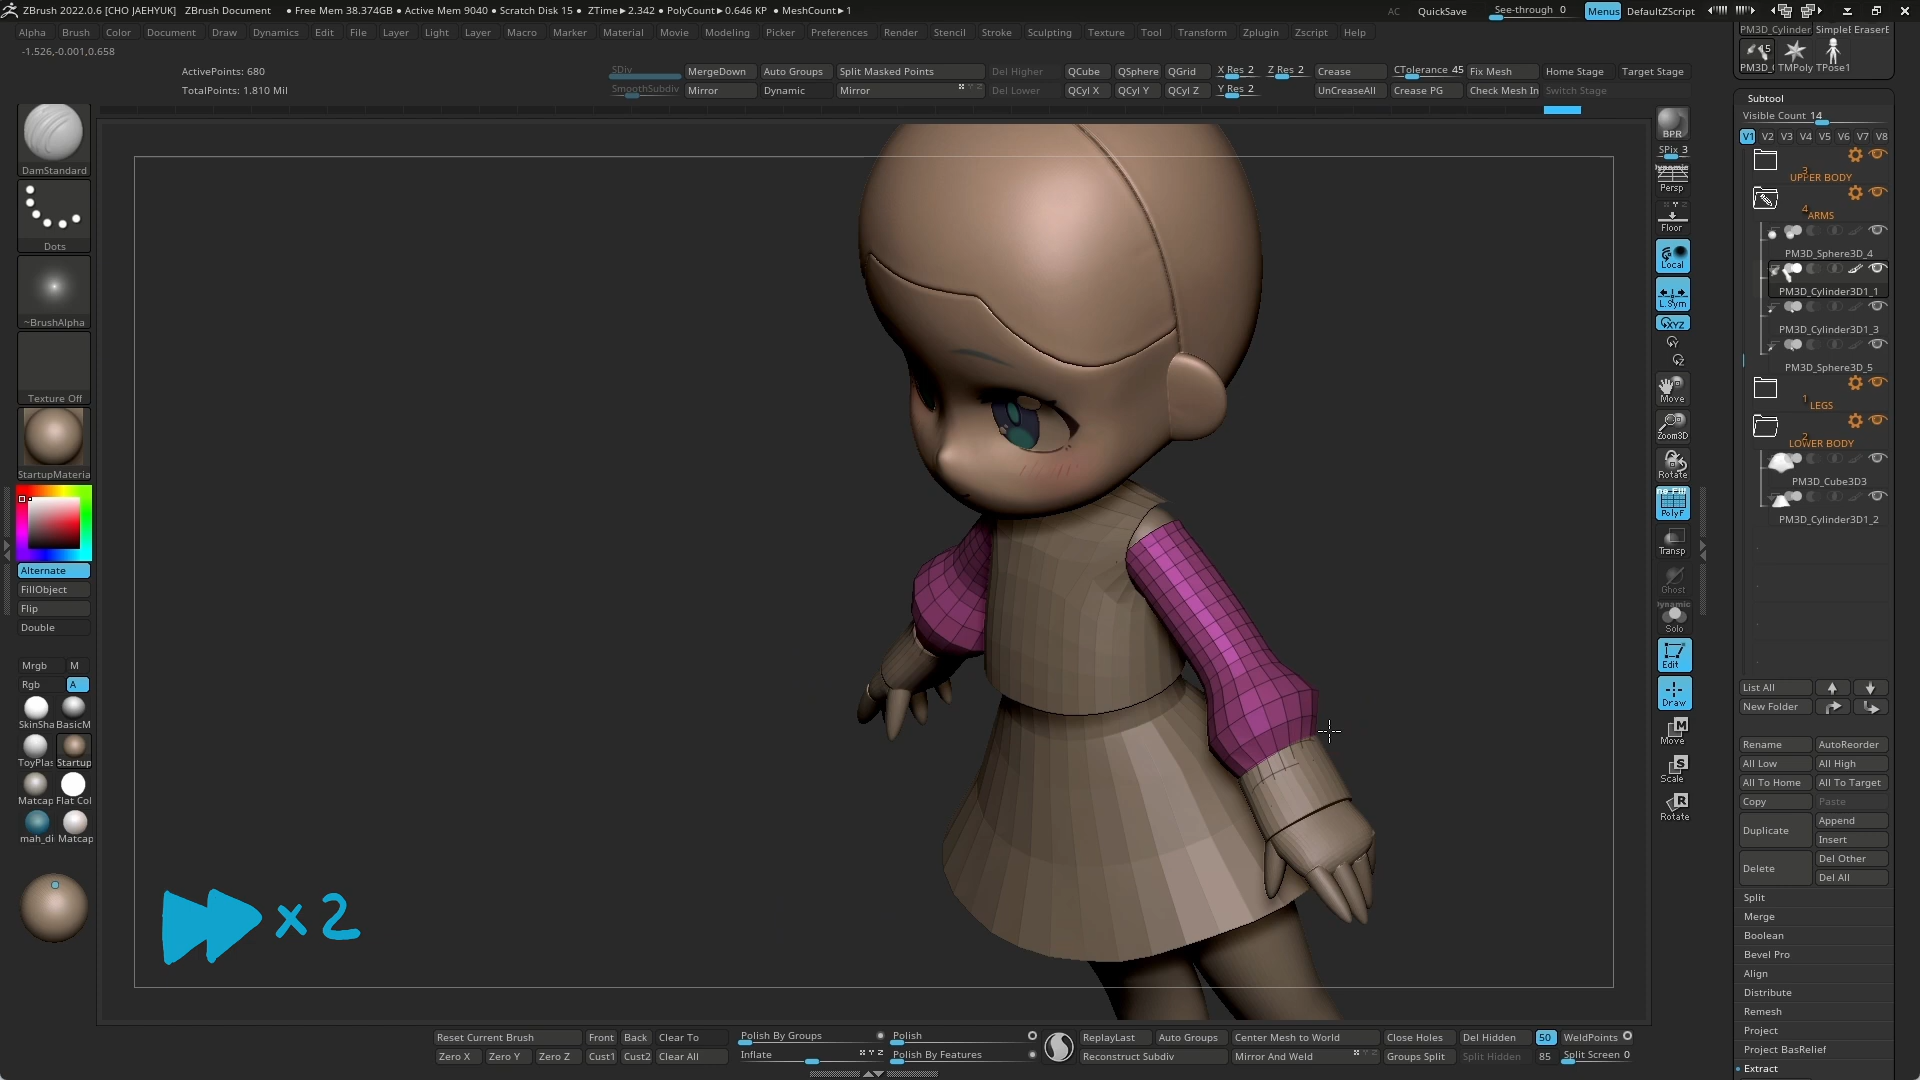 ZBrush 2022.0.6 [CHO JAEHYUK] ZBrush Document • Free Mem 38.374GB • Active Mem 9040 • Scratch Disk 15 • ZTime▸2.342 • PolyCount▸0.646 KP • MeshCount▸1 AC QuickSave See-through 0 Menus DefaultZScript
Alpha Brush Color Document Draw Dynamics Edit File Layer Light Layer Macro Marker Material Movie Modeling Picker Preferences Render Stencil Stroke Sculpting Texture Tool Transform Zplugin Zscript Help
-1.526,-0.001,0.658
ActivePoints: 680
TotalPoints: 1.810 Mil
SDiv MergeDown Auto Groups Split Masked Points Del Higher QCube QSphere QGrid X Res 2 Z Res 2 Crease CTolerance 45 Fix Mesh Home Stage Target Stage
SmoothSubdiv Mirror Dynamic Mirror Del Lower QCyl X QCyl Y QCyl Z Y Res 2 UnCreaseAll Crease PG Check Mesh In Switch Stage
DamStandard
Dots
~BrushAlpha
Texture Off
StartupMateria
Alternate
FillObject
Flip
Double
Mrgb M
Rgb A
SkinSha BasicM
ToyPlas Startup
Matcap Flat Col
mah_di Matcap
x 2
BPR
SPix 3
Dynamic
Persp
Floor
Local
L.Sym
XYZ
Move
Zoom3D
Rotate
PolyF
Transp
Ghost
Dynamic
Solo
Edit
Draw
Move
Scale
Rotate
PM3D_Cylinder SimpleI EraserE
15
PM3D_( TMPoly TPose1
Subtool
Visible Count 14
V1 V2 V3 V4 V5 V6 V7 V8
3
UPPER BODY
4
ARMS
PM3D_Sphere3D_4
PM3D_Cylinder3D1_1
PM3D_Cylinder3D1_3
PM3D_Sphere3D_5
1
LEGS
2
LOWER BODY
PM3D_Cube3D3
PM3D_Cylinder3D1_2
List All
New Folder
Rename AutoReorder
All Low All High
All To Home All To Target
Copy Paste
Duplicate Append
Insert
Delete Del Other
Del All
Split
Merge
Boolean
Bevel Pro
Align
Distribute
Remesh
Project
Project BasRelief
Extract
Reset Current Brush Front Back Clear To Polish By Groups Polish ReplayLast Auto Groups Center Mesh to World Close Holes Del Hidden 50 WeldPoints
Zero X Zero Y Zero Z Cust1 Cust2 Clear All Inflate Polish By Features Reconstruct Subdiv Mirror And Weld Groups Split Split Hidden 85 Split Screen 0